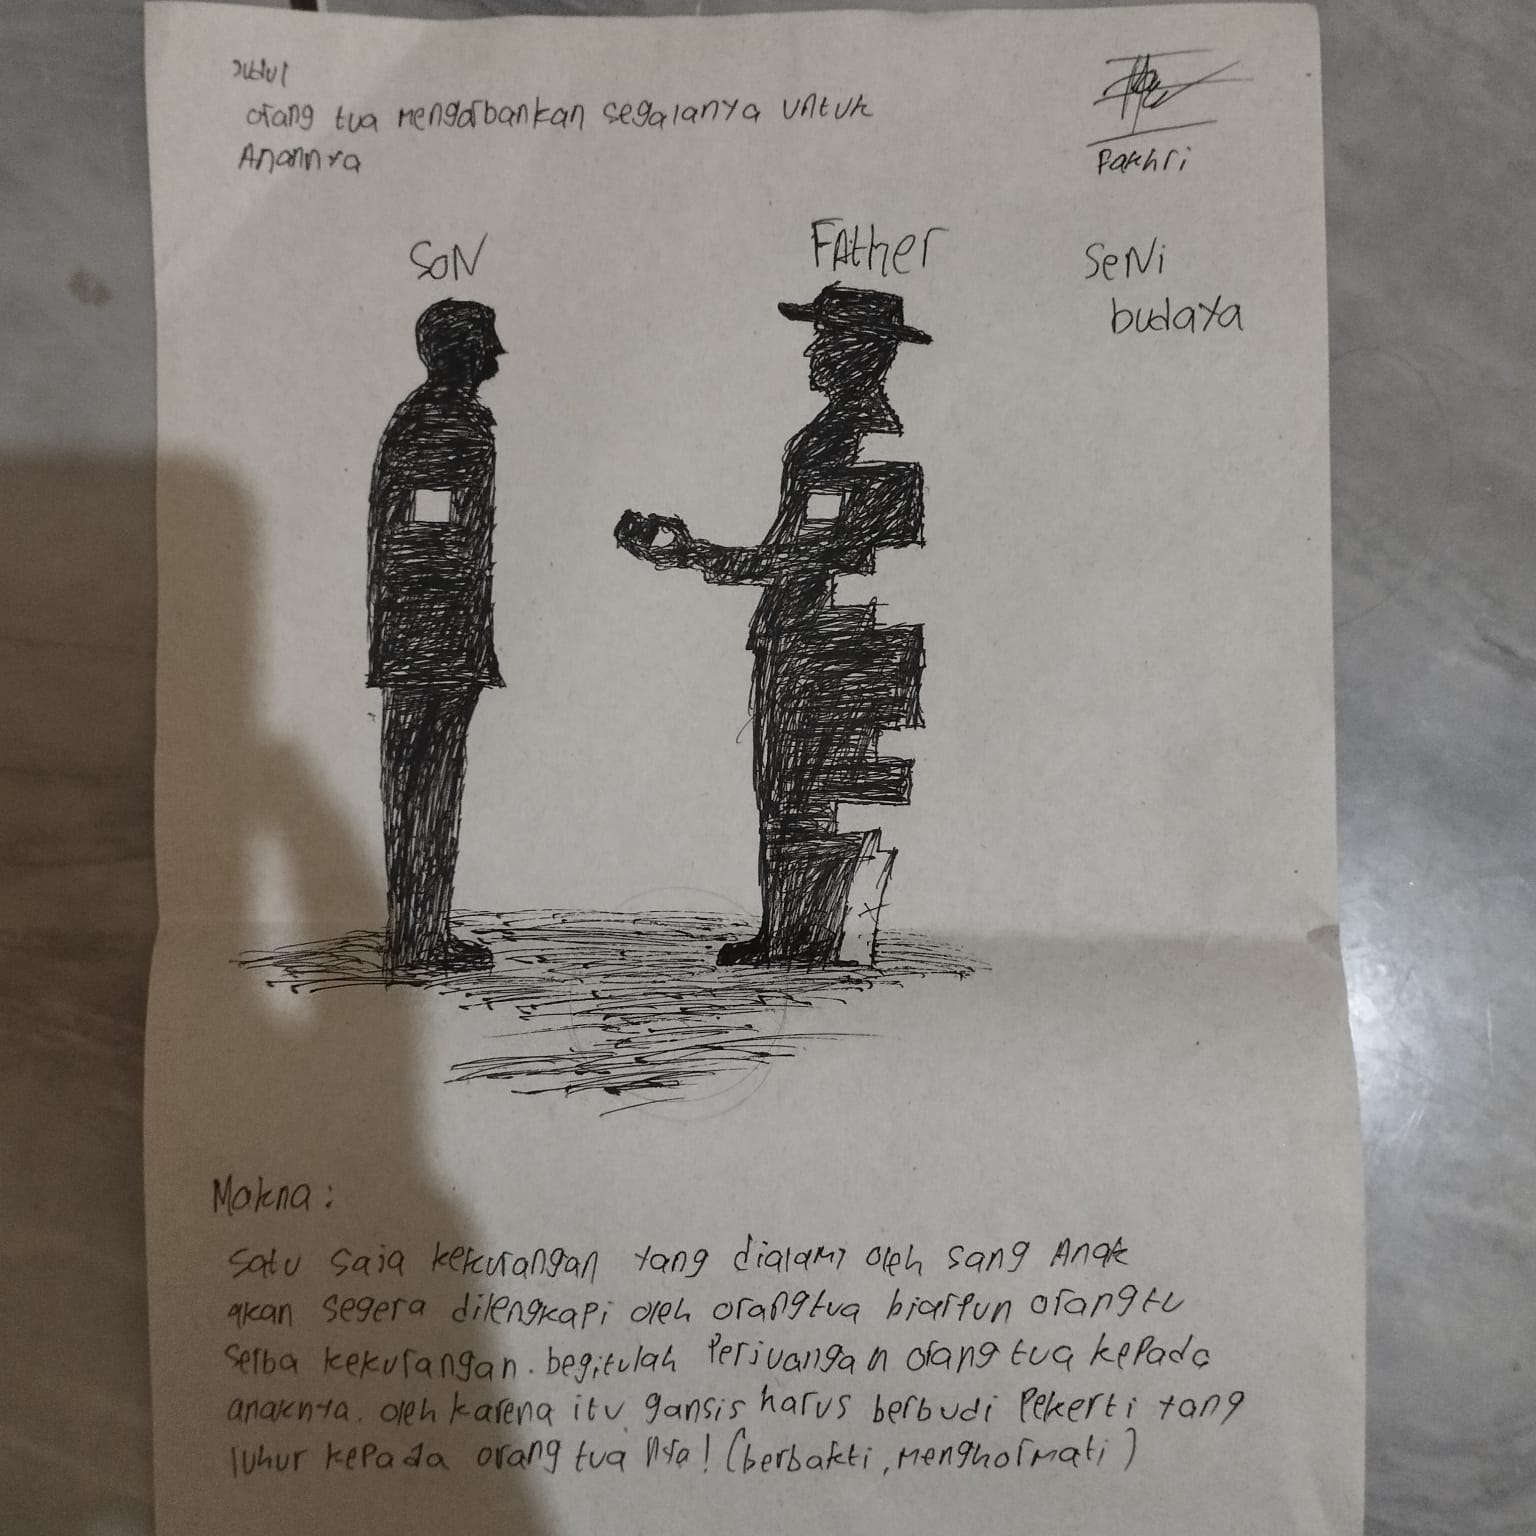 Judul
orang tua mengorbankan segalanya untuk
Anaknya
Pakhri
SON
FAther
Seni
budaya
Makna :
satu saja kekurangan yang dialami oleh sang Anak
akan segera dilengkapi oleh orangtua biarpun orangtu
serba kekurangan. begitulah Perjuangan orang tua kepada
anaknya. oleh karena itu gansis harus berbudi Pekerti yang
luhur kepada orang tua nya! (berbakti, menghormati)